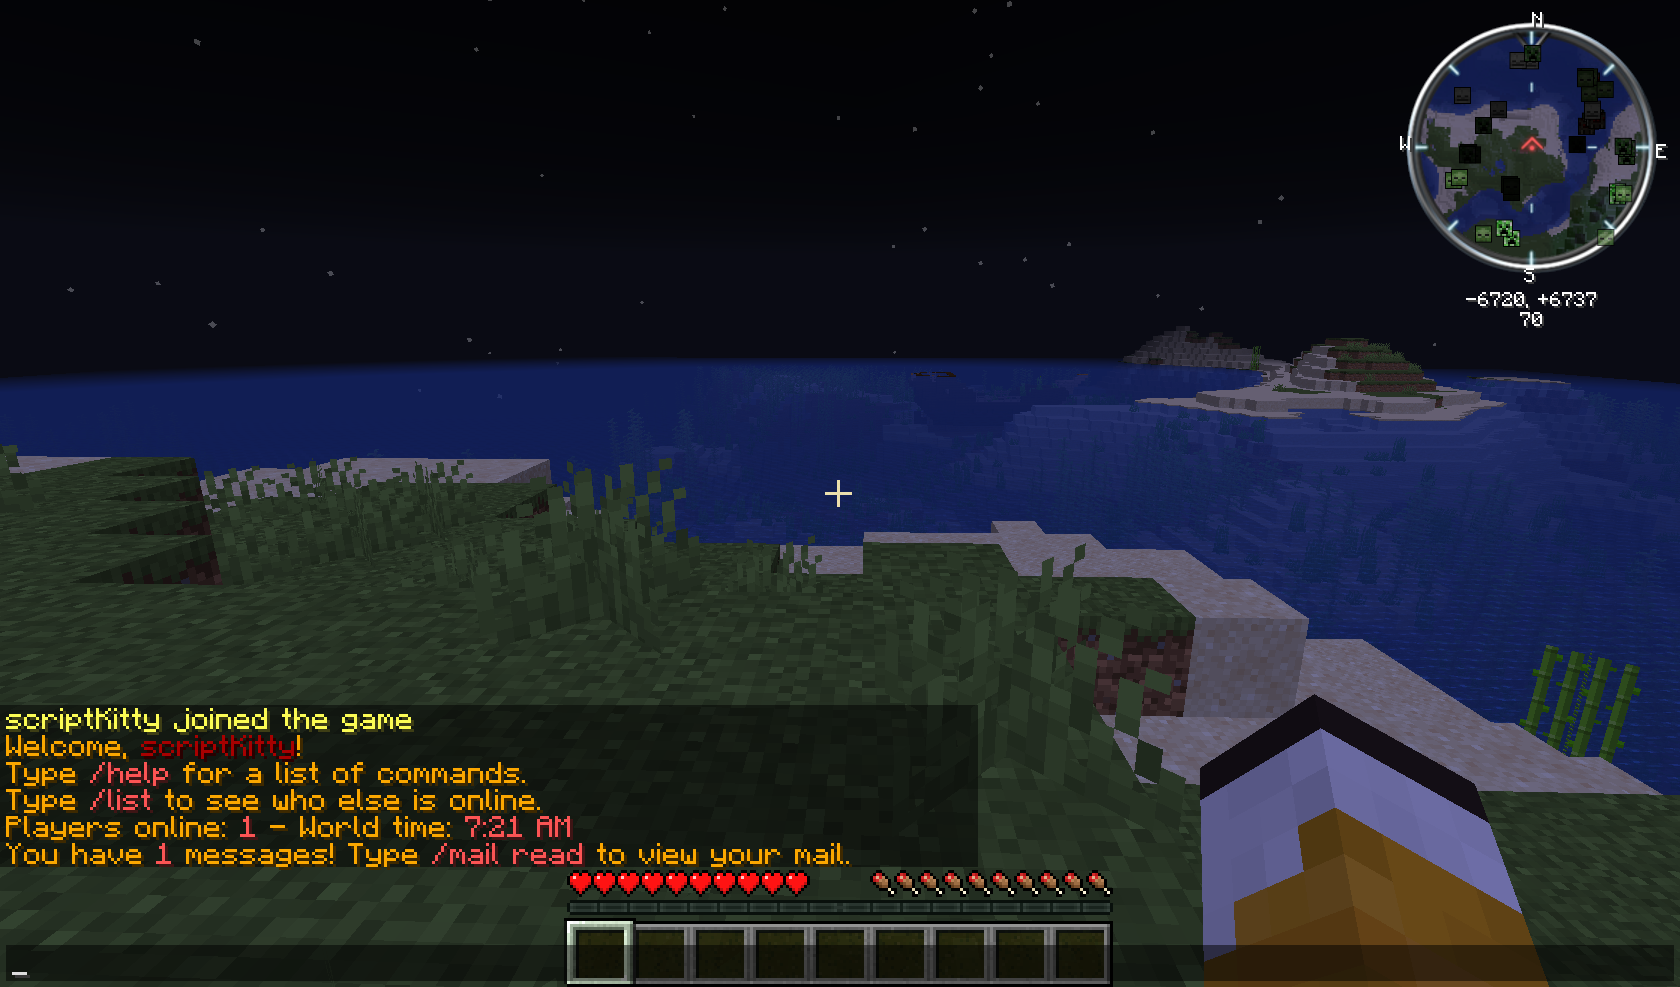 N
W
E
S
-6720, +6737
70
scriptKitty joined the game
Welcome, scriptKitty!
Type /help for a list of commands.
Type /list to see who else is online.
Players online: 1 - World time: 7:21 AM
You have 1 messages! Type /mail read to view your mail.
_